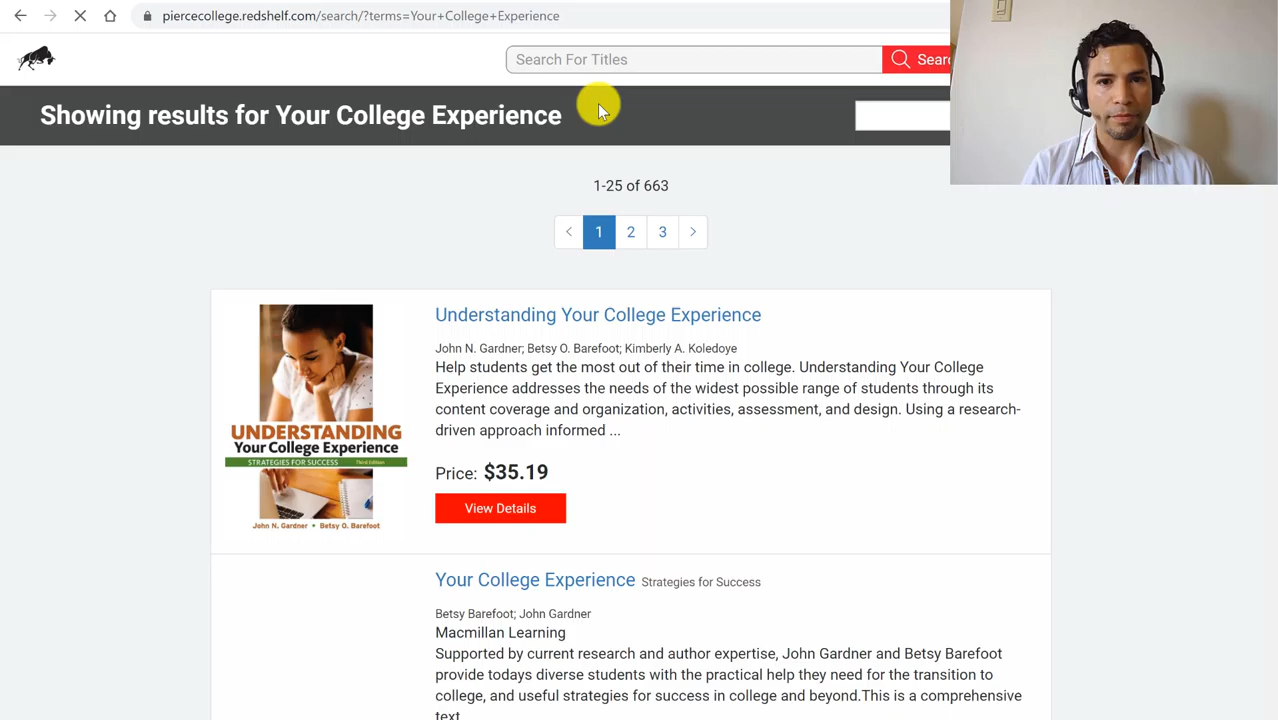 piercecollege.redshelf.com/search/?terms=Your+College+Experience
Search For Titles
Showing results for Your College Experience
1-25 of 663
< 1 2 3 >
Understanding Your College Experience
John N. Gardner; Betsy O. Barefoot; Kimberly A. Koledoye
Help students get the most out of their time in college. Understanding Your College
Experience addresses the needs of the widest possible range of students through its
content coverage and organization, activities, assessment, and design. Using a research-
driven approach informed ...
Price: $35.19
View Details
UNDERSTANDING
Your College Experience
STRATEGIES FOR SUCCESS Third Edition
John N. Gardner • Betsy O. Barefoot
Your College Experience Strategies for Success
Betsy Barefoot; John Gardner
Macmillan Learning
Supported by current research and author expertise, John Gardner and Betsy Barefoot
provide todays diverse students with the practical help they need for the transition to
college, and useful strategies for success in college and beyond.This is a comprehensive
text